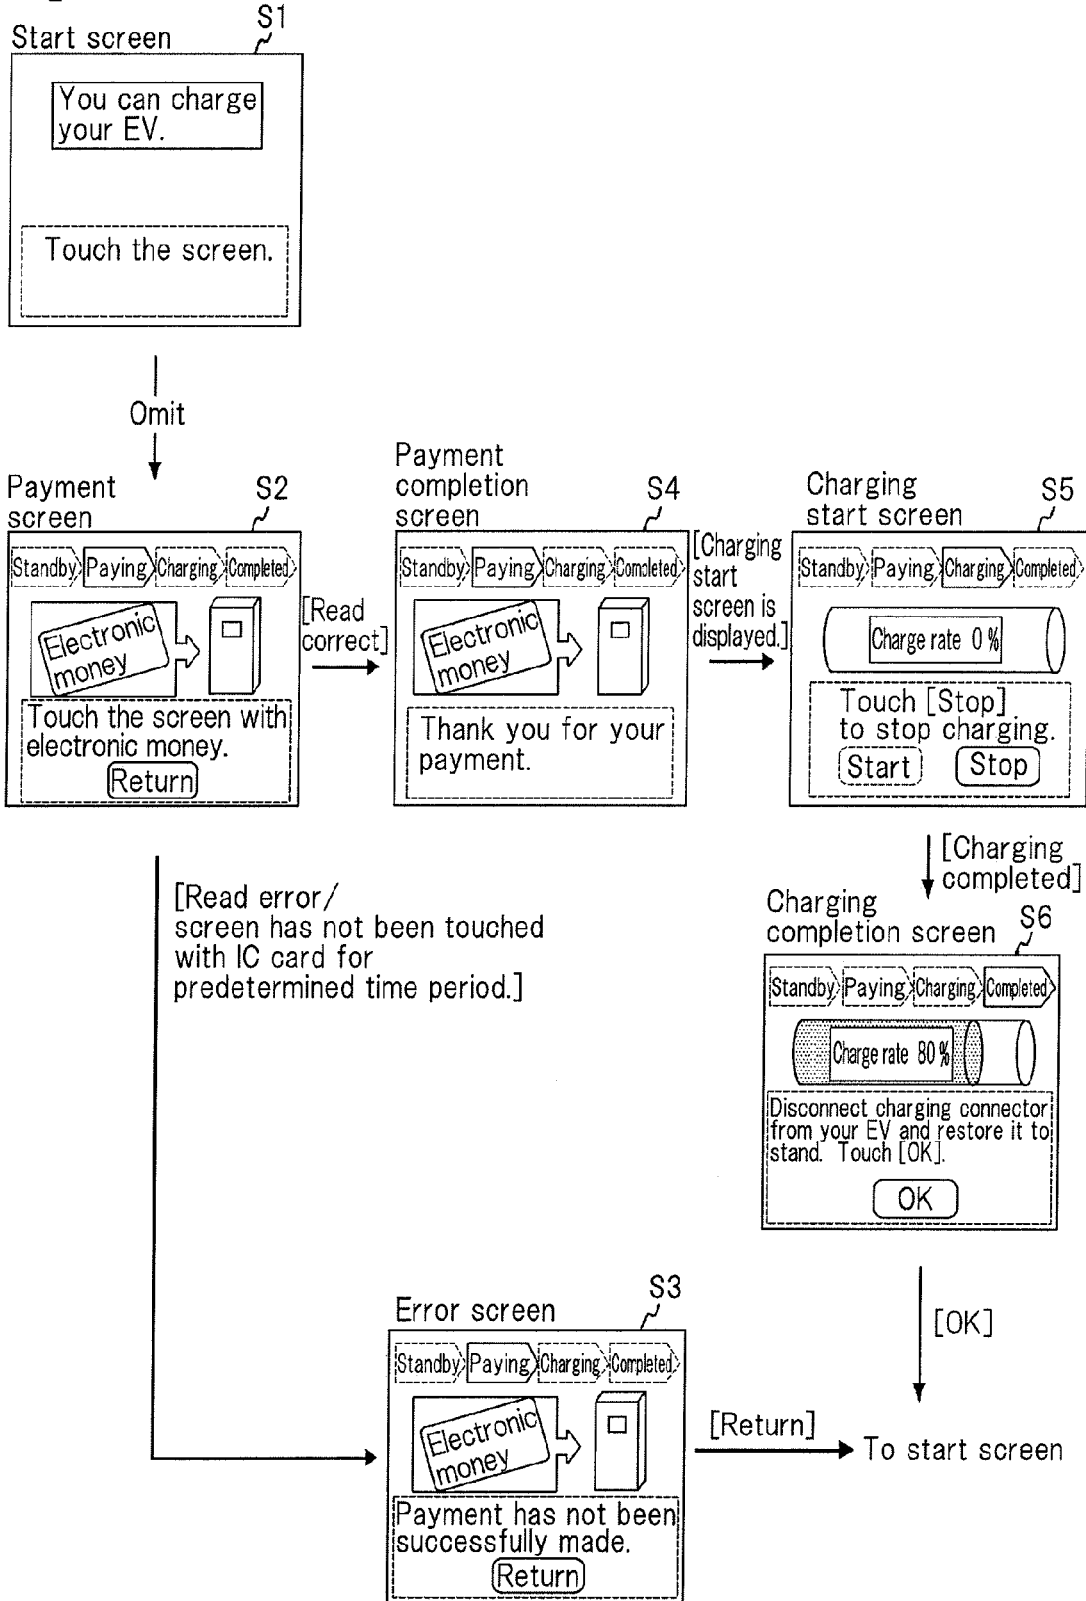 Start screen
S1
You can charge
your EV.
Touch the screen.
Omit
Payment
screen
S2
Standby
Paying
Charging
Completed
Electronic
money
Touch the screen with
electronic money.
Return
[Read
correct]
Payment
completion
screen
S4
Standby
Paying
Charging
Completed
Electronic
money
Thank you for your
payment.
[Charging
start
screen is
displayed.]
Charging
start screen
S5
Standby
Paying
Charging
Completed
Charge rate 0 %
Touch [Stop]
to stop charging.
Start
Stop
[Charging
completed]
[Read error/
screen has not been touched
with IC card for
predetermined time period.]
Charging
completion screen
S6
Standby
Paying
Charging
Completed
Charge rate 80 %
Disconnect charging connector
from your EV and restore it to
stand. Touch [OK].
OK
[OK]
Error screen
S3
Standby
Paying
Charging
Completed
Electronic
money
Payment has not been
successfully made.
Return
[Return]
To start screen